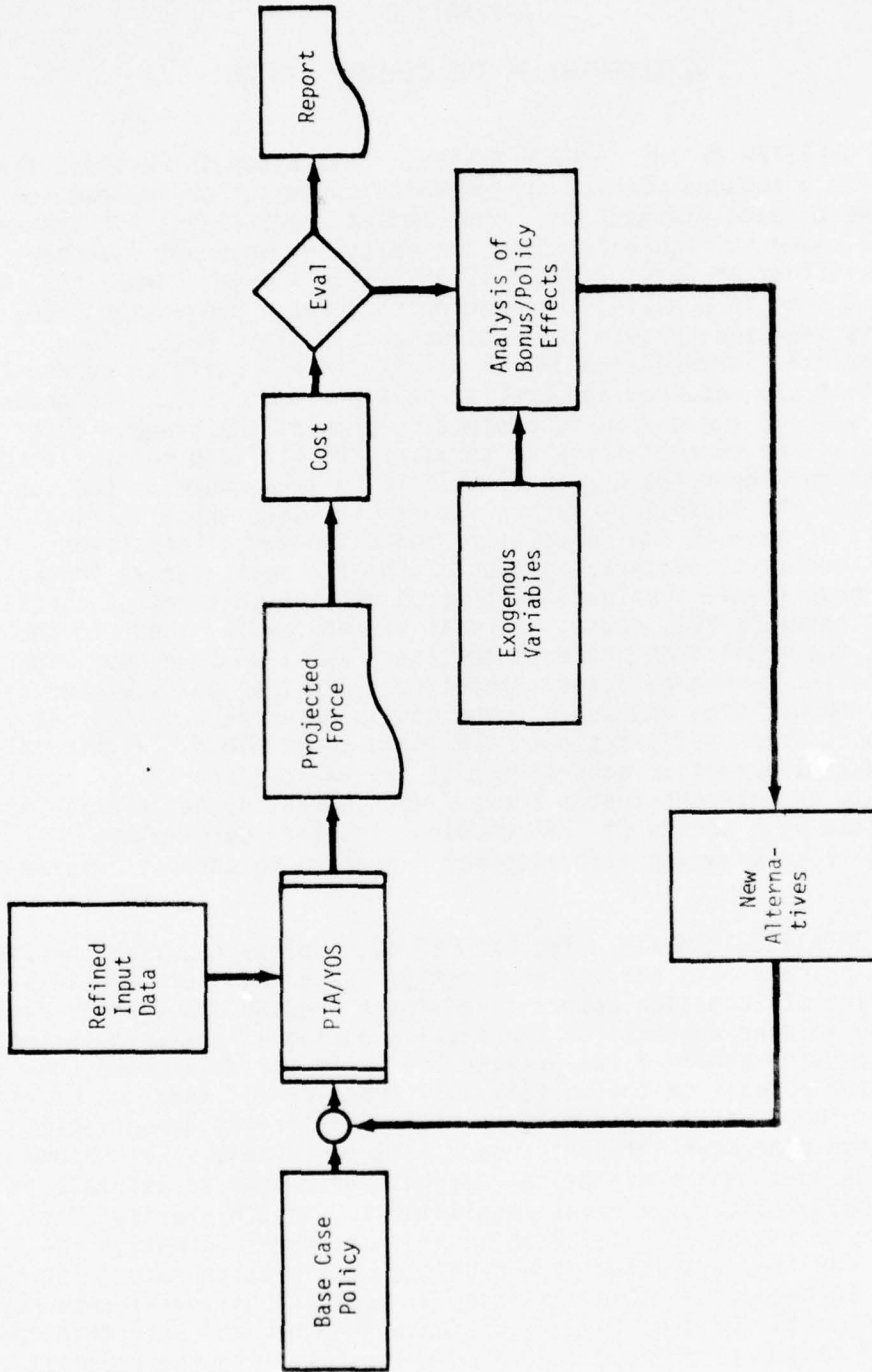 Refined
Input
Data
Base Case
Policy
PIA/YOS
Projected
Force
Cost
Eval
Report
Exogenous
Variables
Analysis of
Bonus/Policy
Effects
New
Alterna-
tives